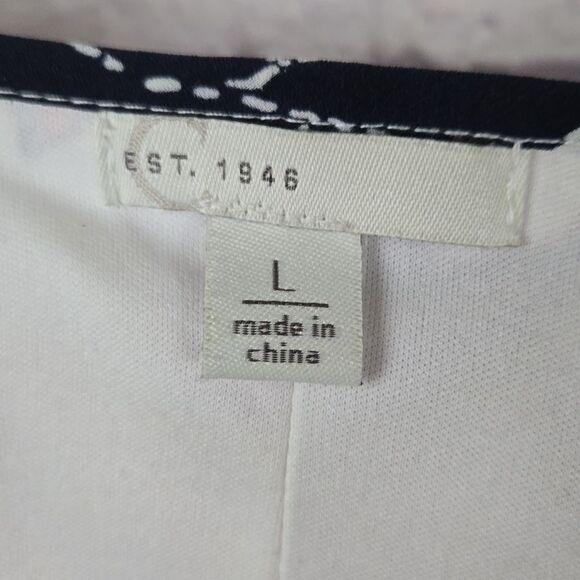 C
EST. 1946
L
made in
china